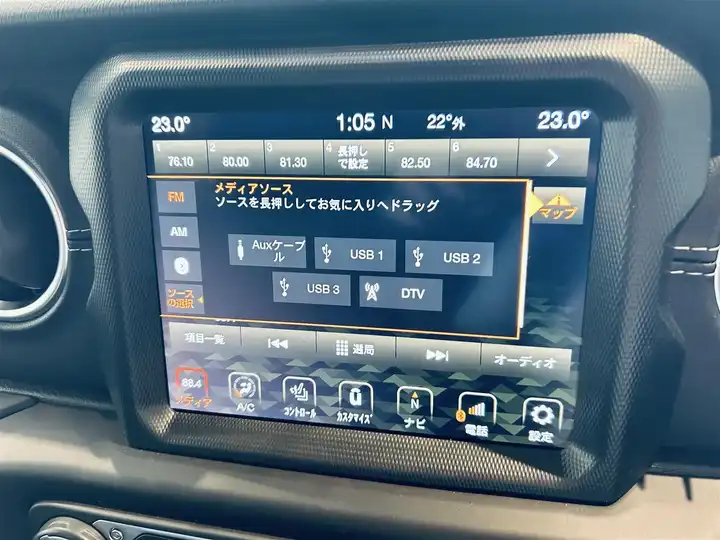 23.0° 1:05 N 22°外 23.0°
1 76.10 2 80.00 3 81.30 4 長押しで設定 5 82.50 6 84.70
メディアソース
ソースを長押ししてお気に入りへドラッグ
FM
マップ
AM
Auxケーブル USB 1 USB 2
USB 3 DTV
ソースの選択
項目一覧 選局 オーディオ
88.4
N
メディア A/C コントロール カスタマイズ ナビ 電話 設定